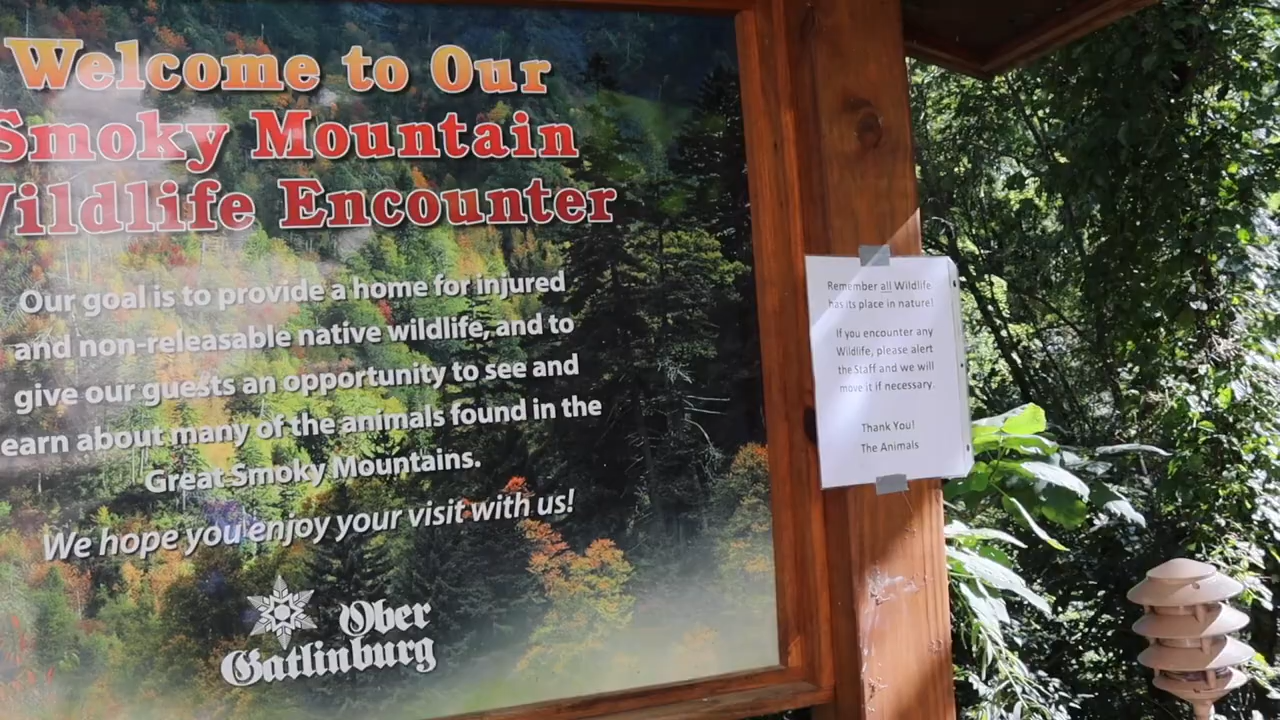 Welcome to Our
Smoky Mountain
Wildlife Encounter
Our goal is to provide a home for injured
and non-releasable native wildlife, and to
give our guests an opportunity to see and
earn about many of the animals found in the
Great Smoky Mountains.
We hope you enjoy your visit with us!
Ober
Gatlinburg
Remember all Wildlife
has its place in nature!
If you encounter any
Wildlife, please alert
the Staff and we will
move it if necessary.
Thank You!
The Animals